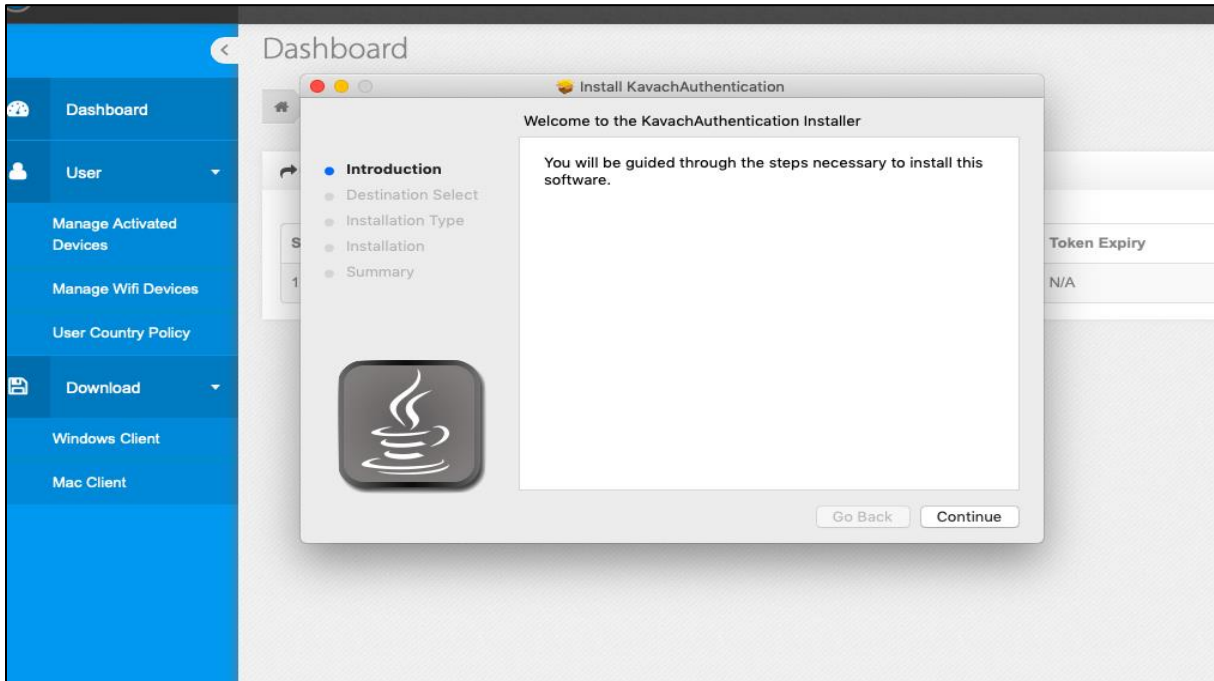 Dashboard
Dashboard
User
Manage Activated
Devices
Manage Wifi Devices
User Country Policy
Download
Windows Client
Mac Client
Install KavachAuthentication
Welcome to the KavachAuthentication Installer
Introduction
Destination Select
Installation Type
Installation
Summary
You will be guided through the steps necessary to install this
software.
Go Back
Continue
S
1
Token Expiry
N/A